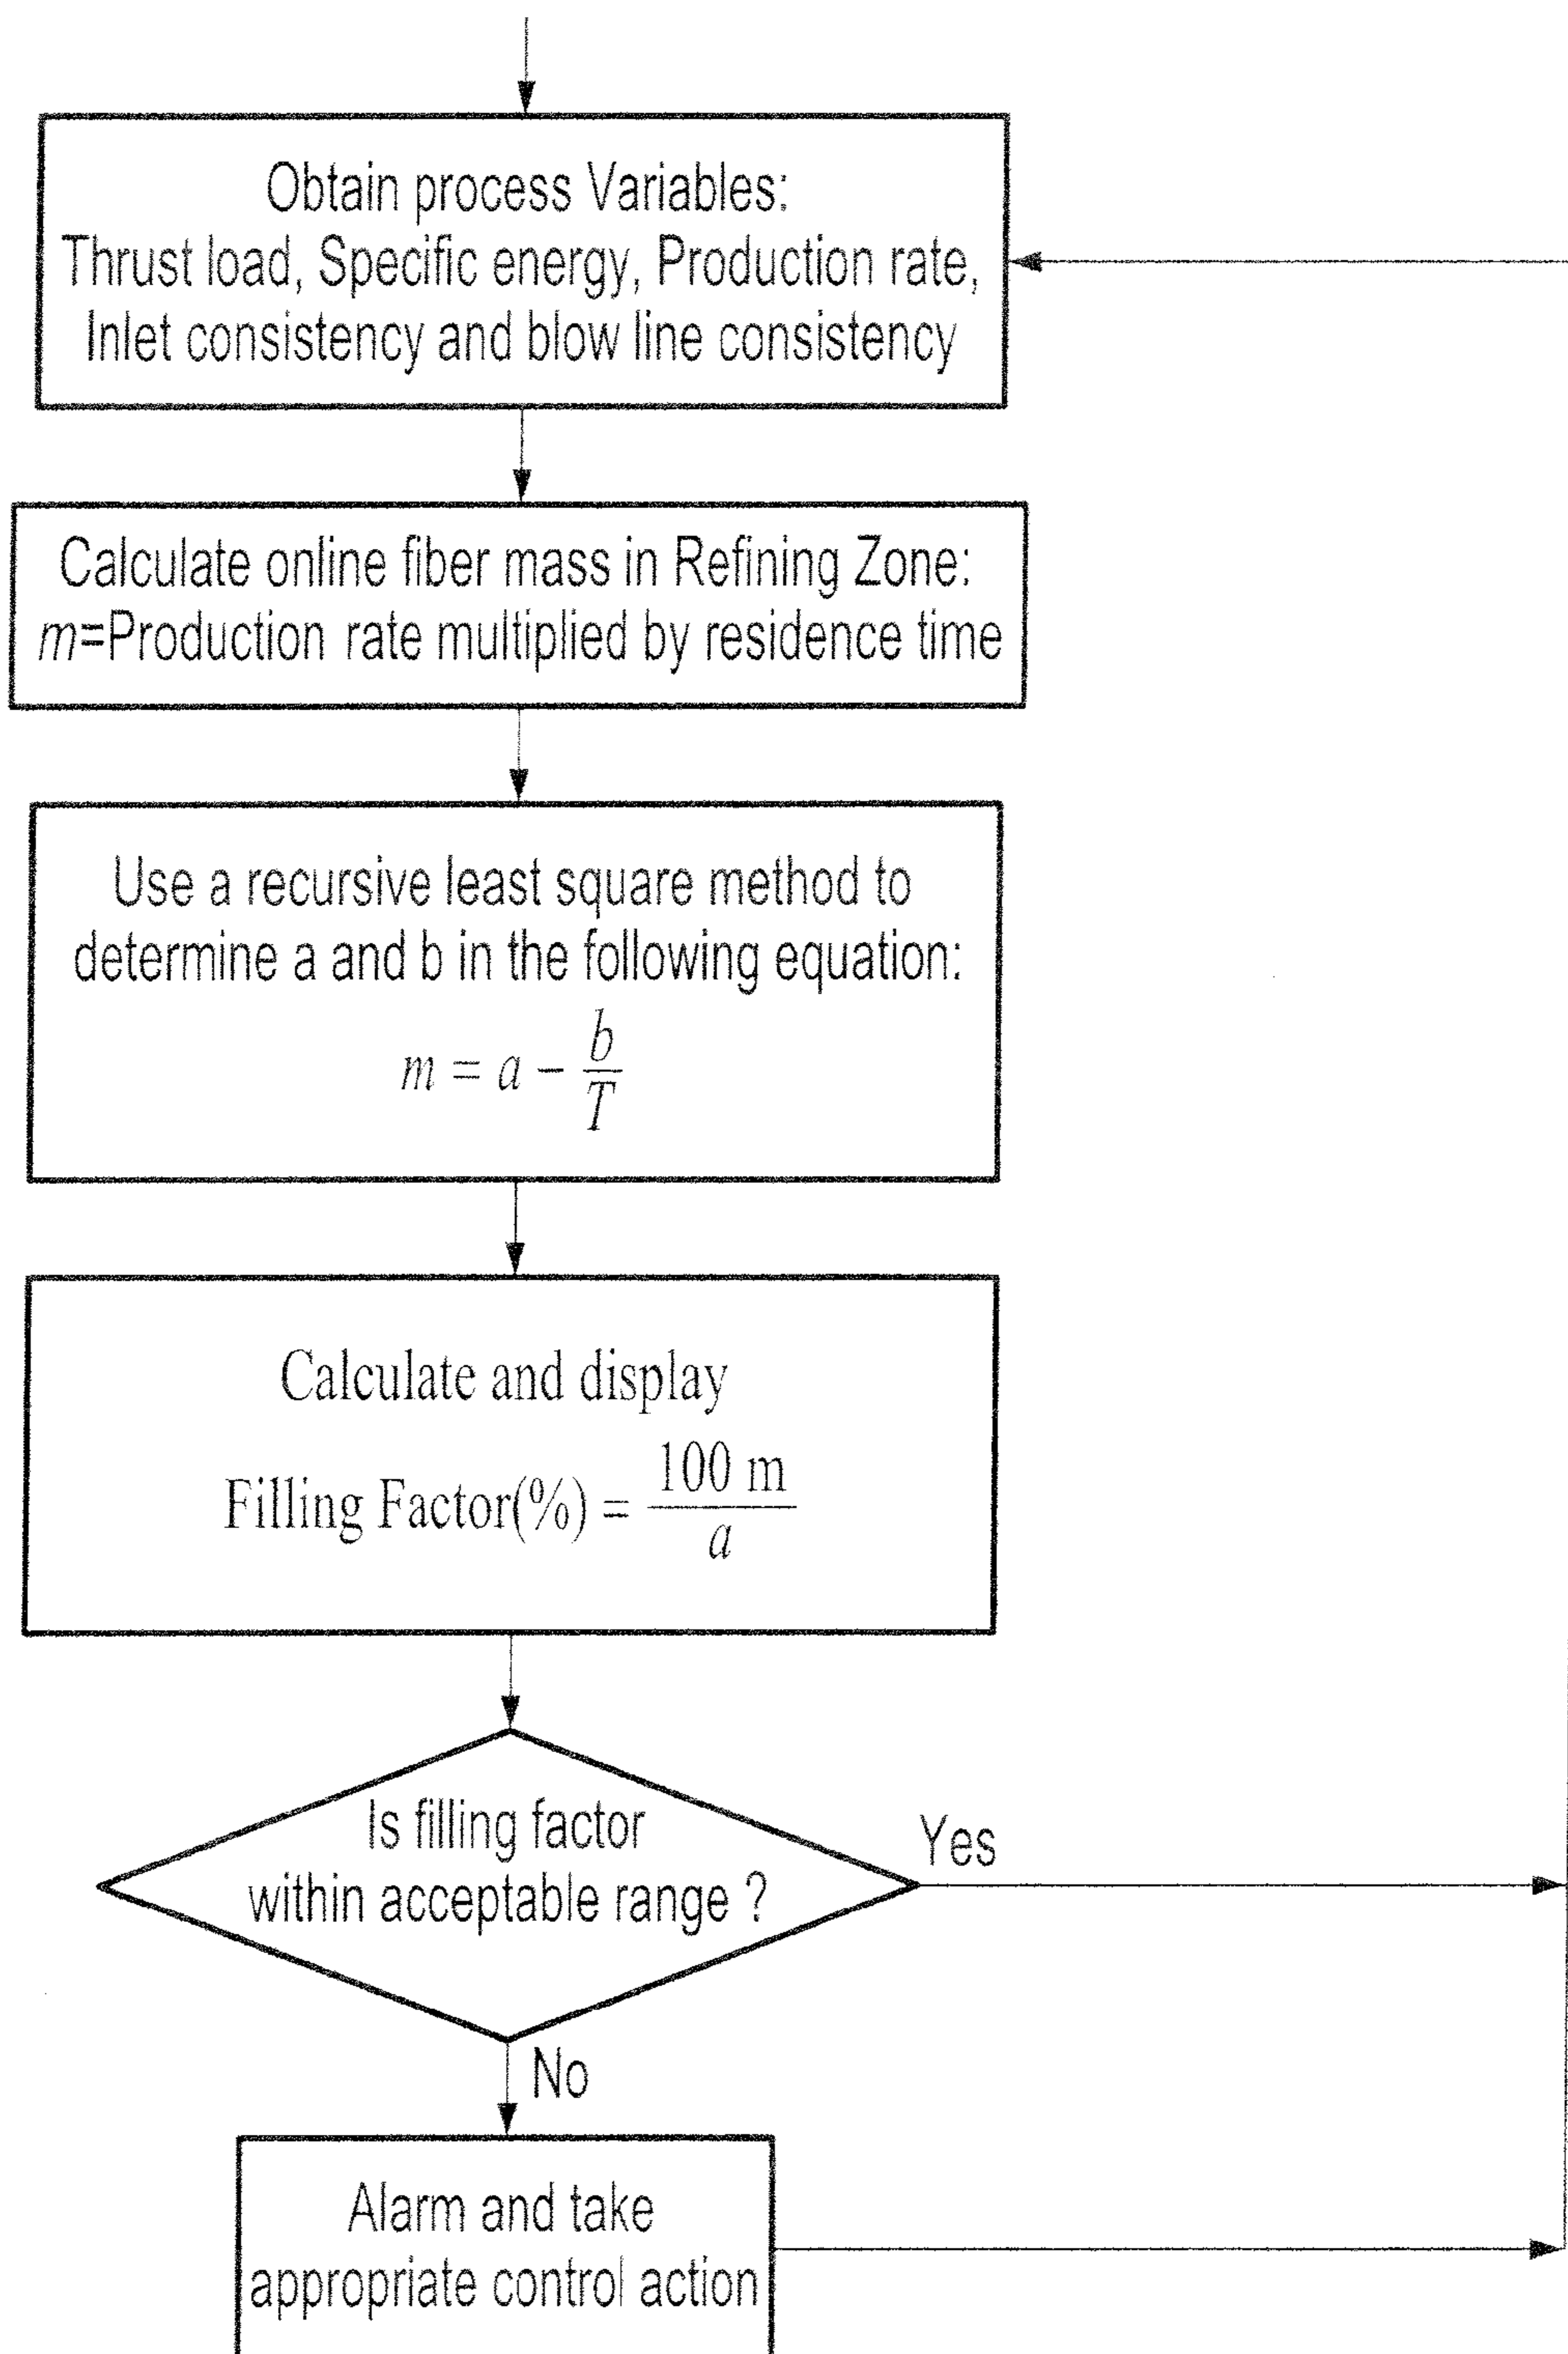 Obtain process Variables:
Thrust load, Specific energy, Production rate,
Inlet consistency and blow line consistency
Calculate online fiber mass in Refining Zone:
m=Production rate multiplied by residence time
Use a recursive least square method to
determine a and b in the following equation:
m = a − b/T
Calculate and display
Filling Factor(%) = 100 m/a
Is filling factor
within acceptable range ?
Yes
No
Alarm and take
appropriate control action